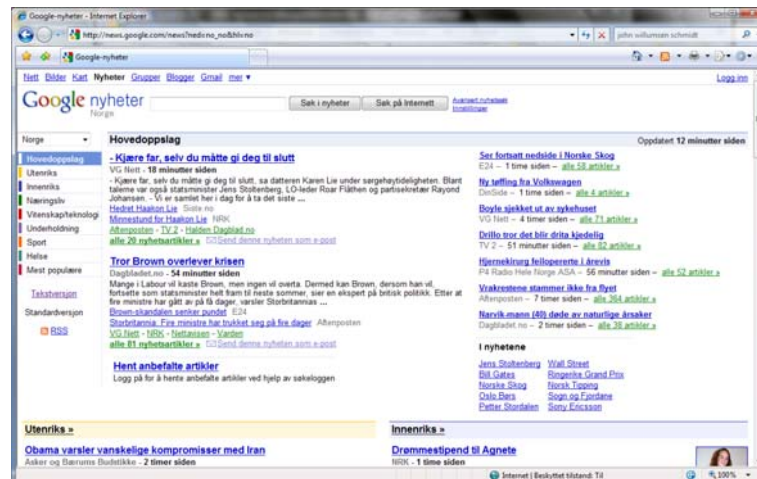 Google-nyheter - Internet Explorer
http://news.google.com/news?ned=no_no&hl=no
john willumsen schmidt
Google-nyheter
Nett Bilder Kart Nyheter Grupper Blogger Gmail mer ▼
Logg inn
Google nyheter
Norge
Søk i nyheter
Søk på Internett
Avansert nyhetssøk
Innstillinger
Norge
Hovedoppslag
Utenriks
Innenriks
Næringsliv
Vitenskap/teknologi
Underholdning
Sport
Helse
Mest populære
Tekstversjon
Standardversjon
RSS
Hovedoppslag
Oppdatert 12 minutter siden
- Kjære far, selv du måtte gi deg til slutt
VG Nett - 18 minutter siden
- Kjære far, selv du måtte gi deg til slutt, sa datteren Karen Lie under sørgehøytideligheten. Blant
talerne var også statsminister Jens Stoltenberg, LO-leder Roar Flåthen og partisekretær Raymond
Johansen. - Vi er samlet her i dag for å ta det siste ...
Hedret Haakon Lie Siste.no
Minnestund for Haakon Lie NRK
Aftenposten - TV 2 - Halden Dagblad.no
alle 20 nyhetsartikler » Send denne nyheten som e-post
Tror Brown overlever krisen
Dagbladet.no - 54 minutter siden
Mange i Labour vil kaste Brown, men ingen vil overta. Dermed kan Brown, dersom han vil,
fortsette som statsminister helt fram til neste sommer, sier en ekspert på britisk politikk. Etter at
fire ministre har gått av på få dager, varsler Storbritannias ...
Brown-skandalen senker pundet E24
Storbritannia: Fire ministre har trukket seg på fire dager Aftenposten
VG Nett - NRK - Nettavisen - Varden
alle 81 nyhetsartikler » Send denne nyheten som e-post
Hent anbefalte artikler
Logg på for å hente anbefalte artikler ved hjelp av søkeloggen
Ser fortsatt nedside i Norske Skog
E24 - 1 time siden - alle 58 artikler »
Ny tøffing fra Volkswagen
DinSide - 1 time siden - alle 4 artikler »
Boyle sjekket ut av sykehuset
VG Nett - 4 timer siden - alle 71 artikler »
Drillo tror det blir drita kjedelig
TV 2 - 51 minutter siden - alle 82 artikler »
Hjernekirurg feilopererte i årevis
P4 Radio Hele Norge ASA - 56 minutter siden - alle 52 artikler »
Vrakrestene stammer ikke fra flyet
Aftenposten - 7 timer siden - alle 364 artikler »
Narvik-mann (40) døde av naturlige årsaker
Dagbladet.no - 2 timer siden - alle 38 artikler »
I nyhetene
Jens Stoltenberg Wall Street
Bill Gates Ringerike Grand Prix
Norske Skog Norsk Tipping
Oslo Børs Sogn og Fjordane
Petter Stordalen Sony Ericsson
Utenriks »
Obama varsler vanskelige kompromisser med Iran
Asker og Bærums Budstikke - 2 timer siden
Innenriks »
Drømmestipend til Agnete
NRK - 1 time siden
Internett | Beskyttet tilstand: Til
100%